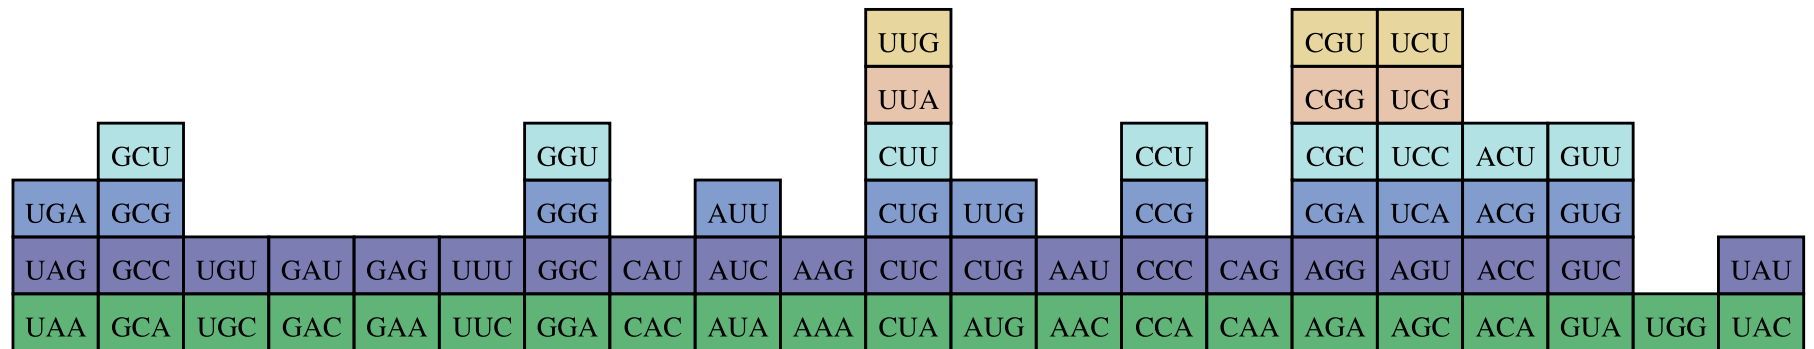 UUG CGU UCU
UUA CGG UCG
GCU GGU CUU CCU CGC UCC ACU GUU
UGA GCG GGG AUU CUG UUG CCG CGA UCA ACG GUG
UAG GCC UGU GAU GAG UUU GGC CAU AUC AAG CUC CUG AAU CCC CAG AGG AGU ACC GUC UAU
UAA GCA UGC GAC GAA UUC GGA CAC AUA AAA CUA AUG AAC CCA CAA AGA AGC ACA GUA UGG UAC